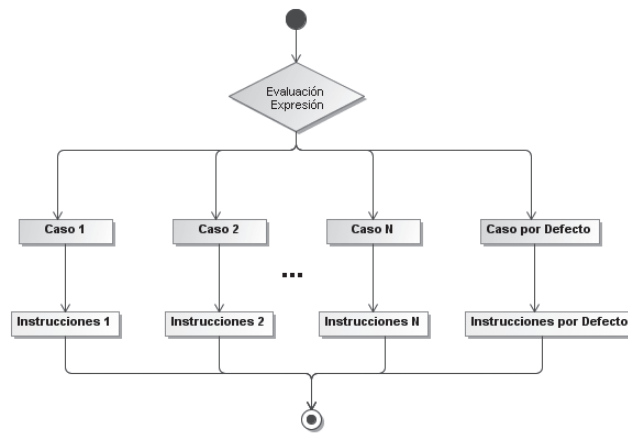 Evaluación
Expresión
Caso 1
Caso 2
Caso N
Caso por Defecto
...
Instrucciones 1
Instrucciones 2
Instrucciones N
Instrucciones por Defecto